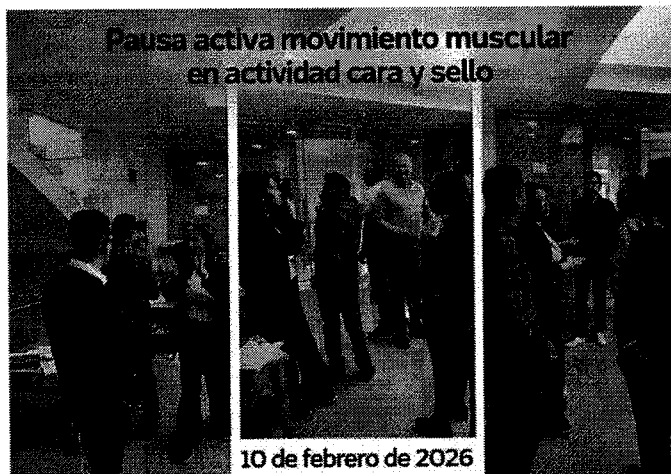 Pausa activa movimiento muscular
en actividad cara y sello
10 de febrero de 2026